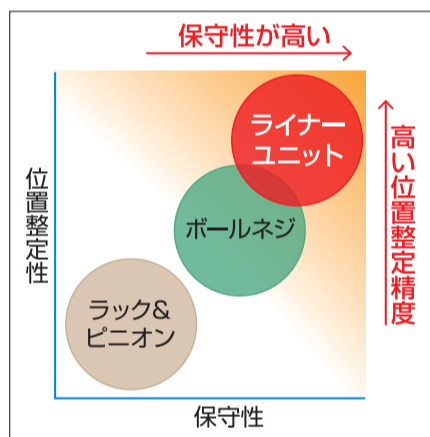 保守性が高い
ライナー
ユニット
ボールネジ
ラック&
ピニオン
位置整定性
高い位置整定精度
保守性